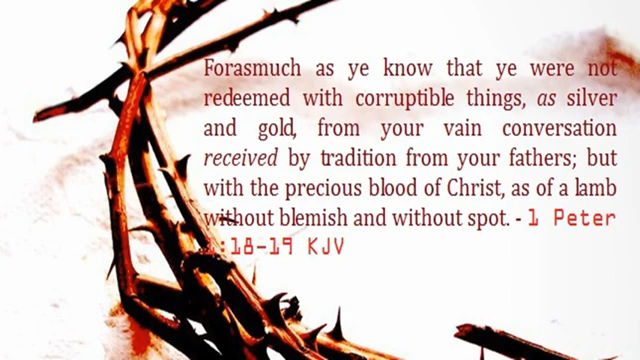 Forasmuch as ye know that ye were not
redeemed with corruptible things, as silver
and gold, from your vain conversation
received by tradition from your fathers; but
with the precious blood of Christ, as of a lamb
without blemish and without spot. - 1 Peter
1:18-19 KJV